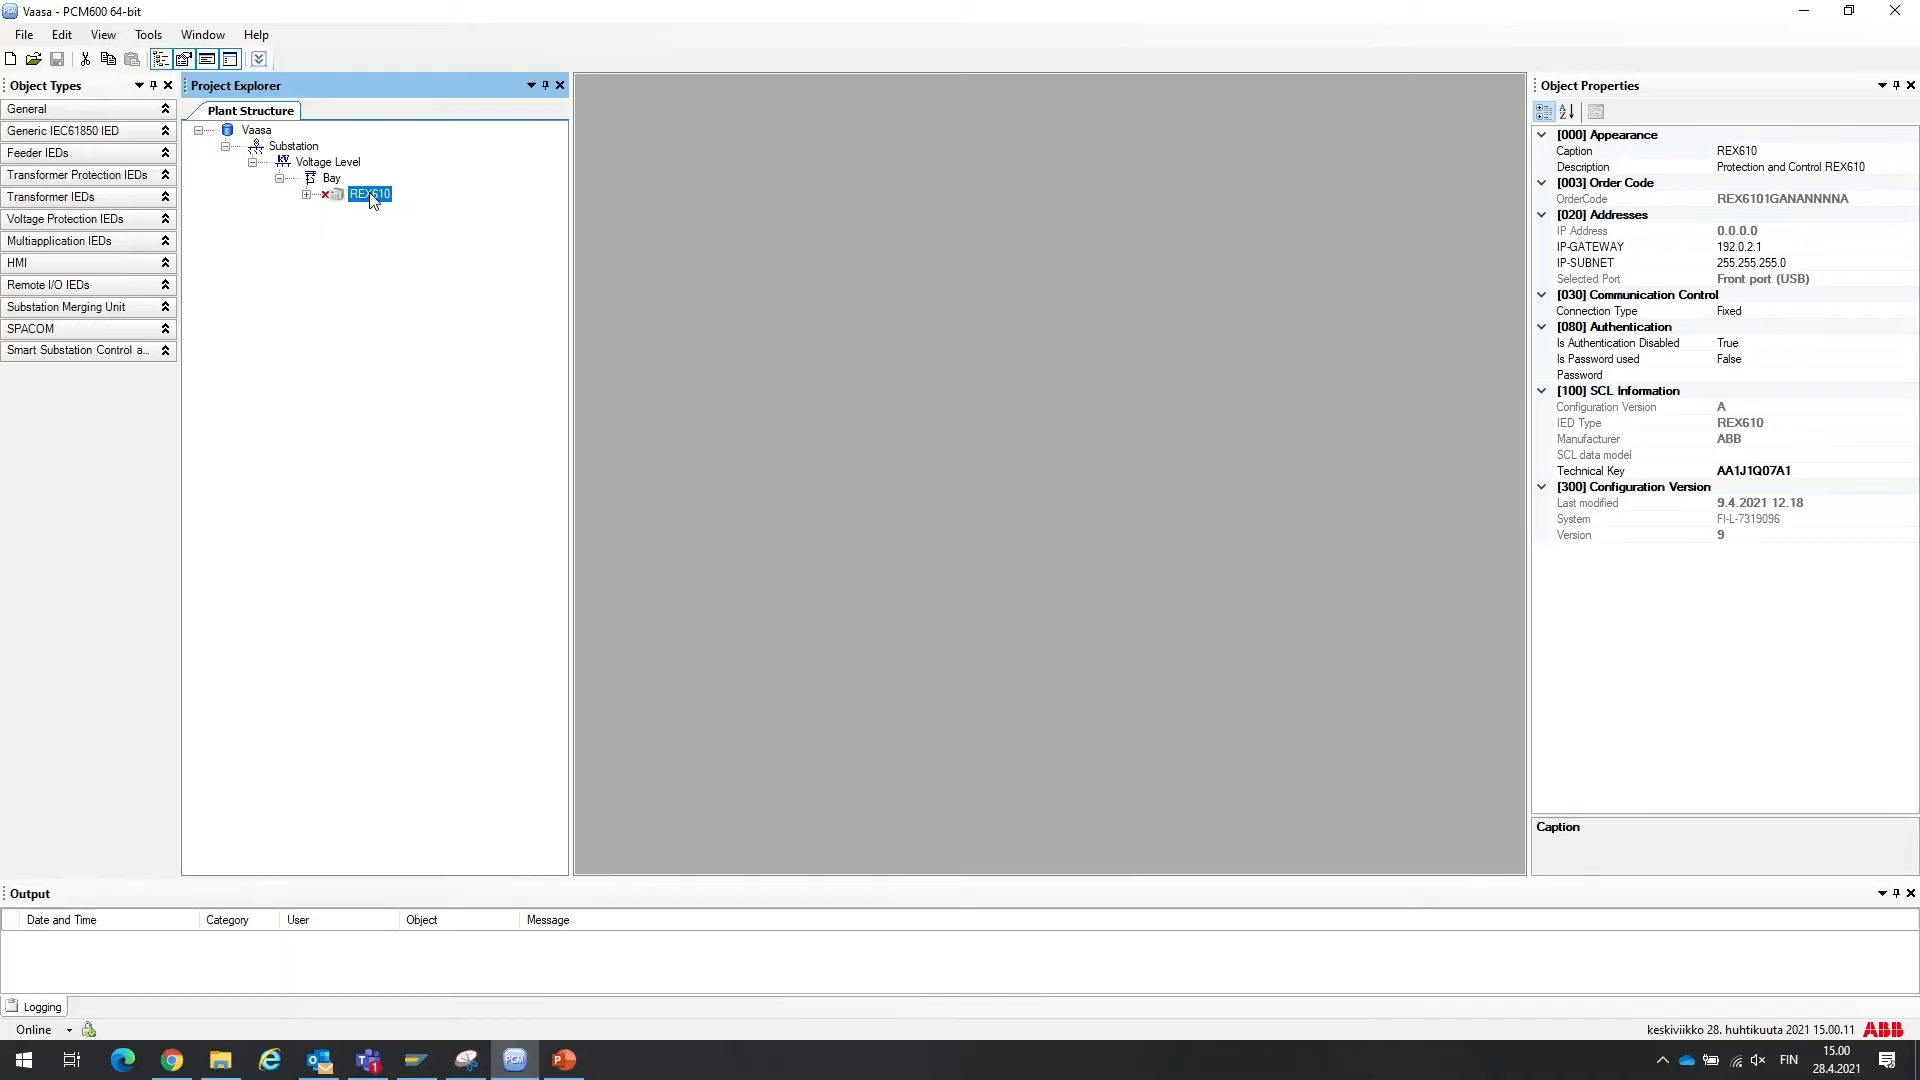 Vaasa - PCM600 64-bit
File Edit View Tools Window Help
Object Types
General
Generic IEC61850 IED
Feeder IEDs
Transformer Protection IEDs
Transformer IEDs
Voltage Protection IEDs
Multiapplication IEDs
HMI
Remote I/O IEDs
Substation Merging Unit
SPACOM
Smart Substation Control a...
Project Explorer
Plant Structure
Vaasa
Substation
Voltage Level
Bay
REX610
Object Properties
[000] Appearance
Caption REX610
Description Protection and Control REX610
[003] Order Code
OrderCode REX6101GANANNNNA
[020] Addresses
IP Address 0.0.0.0
IP-GATEWAY 192.0.2.1
IP-SUBNET 255.255.255.0
Selected Port Front port (USB)
[030] Communication Control
Connection Type Fixed
[080] Authentication
Is Authentication Disabled True
Is Password used False
Password
[100] SCL Information
Configuration Version A
IED Type REX610
Manufacturer ABB
SCL data model
Technical Key AA1J1Q07A1
[300] Configuration Version
Last modified 9.4.2021 12.18
System FI-L-7319096
Version 9
Caption
Output
Date and Time Category User Object Message
Logging
Online
keskiviikko 28. huhtikuuta 2021 15.00.11 ABB
FIN
15.00
28.4.2021